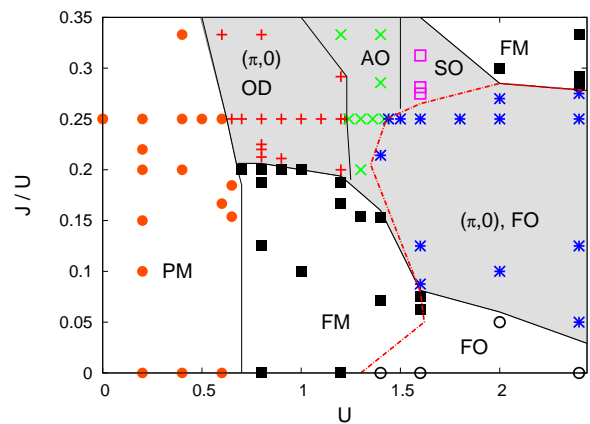 0.35
0.3
0.25
0.2
0.15
0.1
0.05
0
J / U
0
0.5
1
1.5
2
U
(π,0)
OD
AO
SO
FM
(π,0), FO
PM
FM
FO